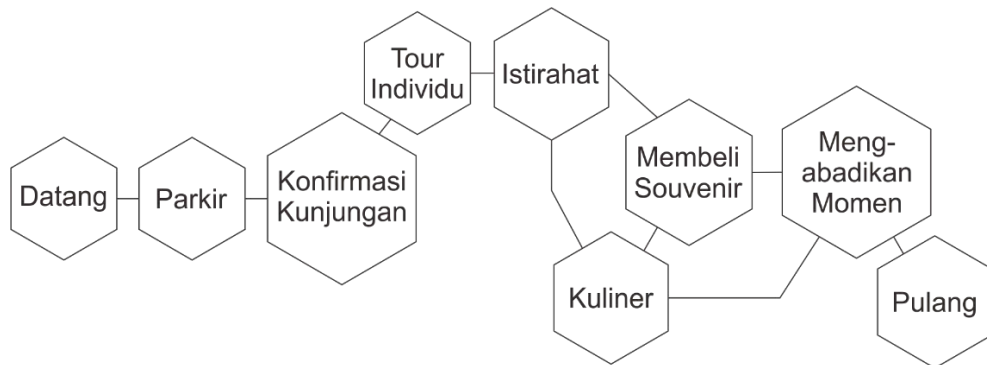 Datang
Parkir
Konfirmasi
Kunjungan
Tour
Individu
Istirahat
Membeli
Souvenir
Kuliner
Meng-
abadikan
Momen
Pulang